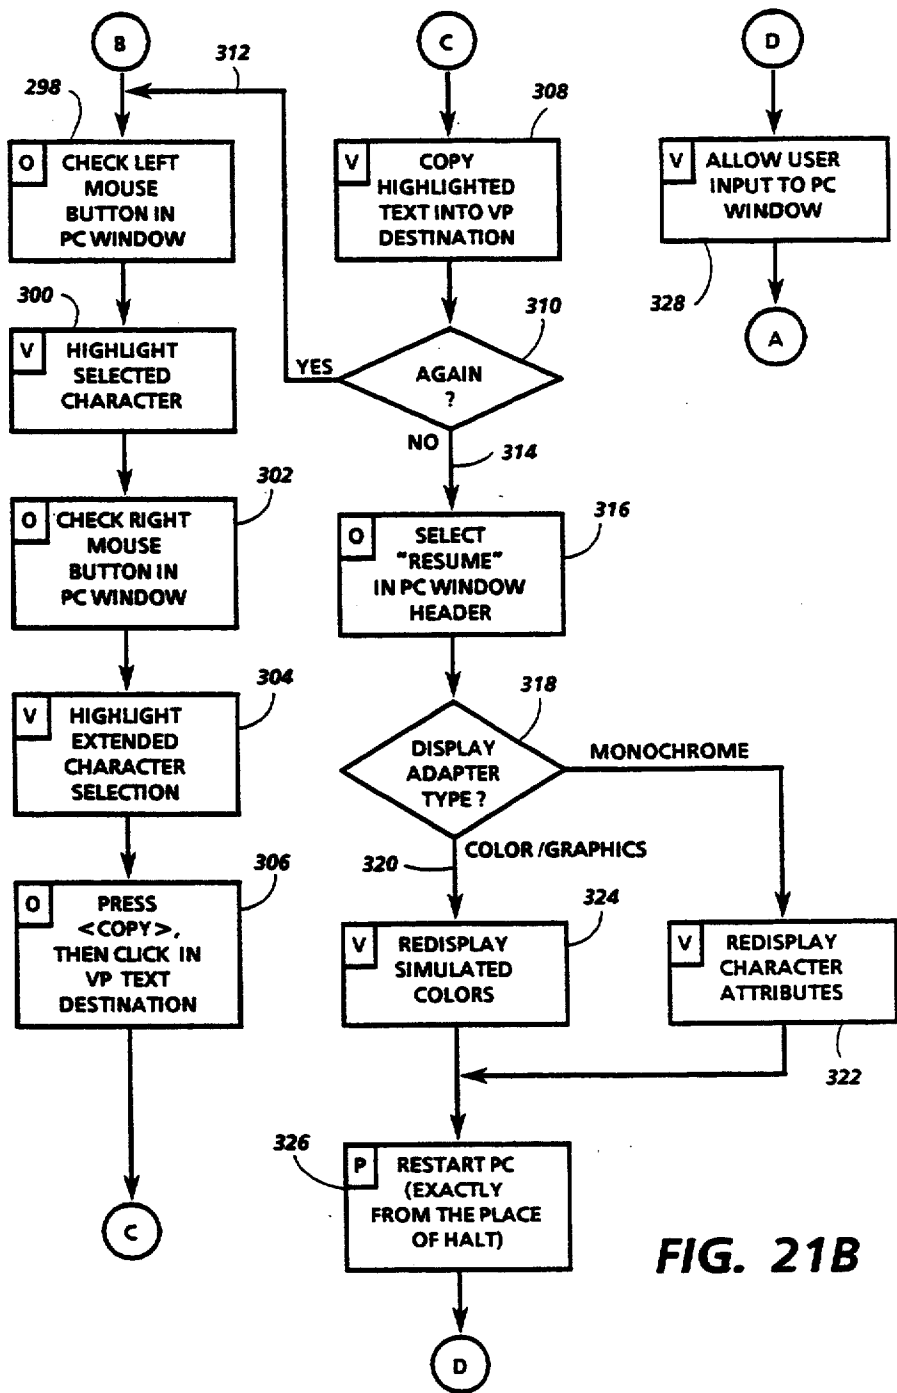 B
312
298
O
CHECK LEFT
MOUSE
BUTTON IN
PC WINDOW
300
V
HIGHLIGHT
SELECTED
CHARACTER
302
O
CHECK RIGHT
MOUSE
BUTTON IN
PC WINDOW
304
V
HIGHLIGHT
EXTENDED
CHARACTER
SELECTION
306
O
PRESS
<COPY>,
THEN CLICK IN
VP TEXT
DESTINATION
C
C
308
V
COPY
HIGHLIGHTED
TEXT INTO VP
DESTINATION
310
YES
AGAIN
?
NO
314
316
O
SELECT
"RESUME"
IN PC WINDOW
HEADER
318
DISPLAY
ADAPTER
TYPE ?
MONOCHROME
COLOR/GRAPHICS
320
324
V
REDISPLAY
SIMULATED
COLORS
V
REDISPLAY
CHARACTER
ATTRIBUTES
322
326
P
RESTART PC
(EXACTLY
FROM THE PLACE
OF HALT)
D
D
V
ALLOW USER
INPUT TO PC
WINDOW
328
A
FIG. 21B